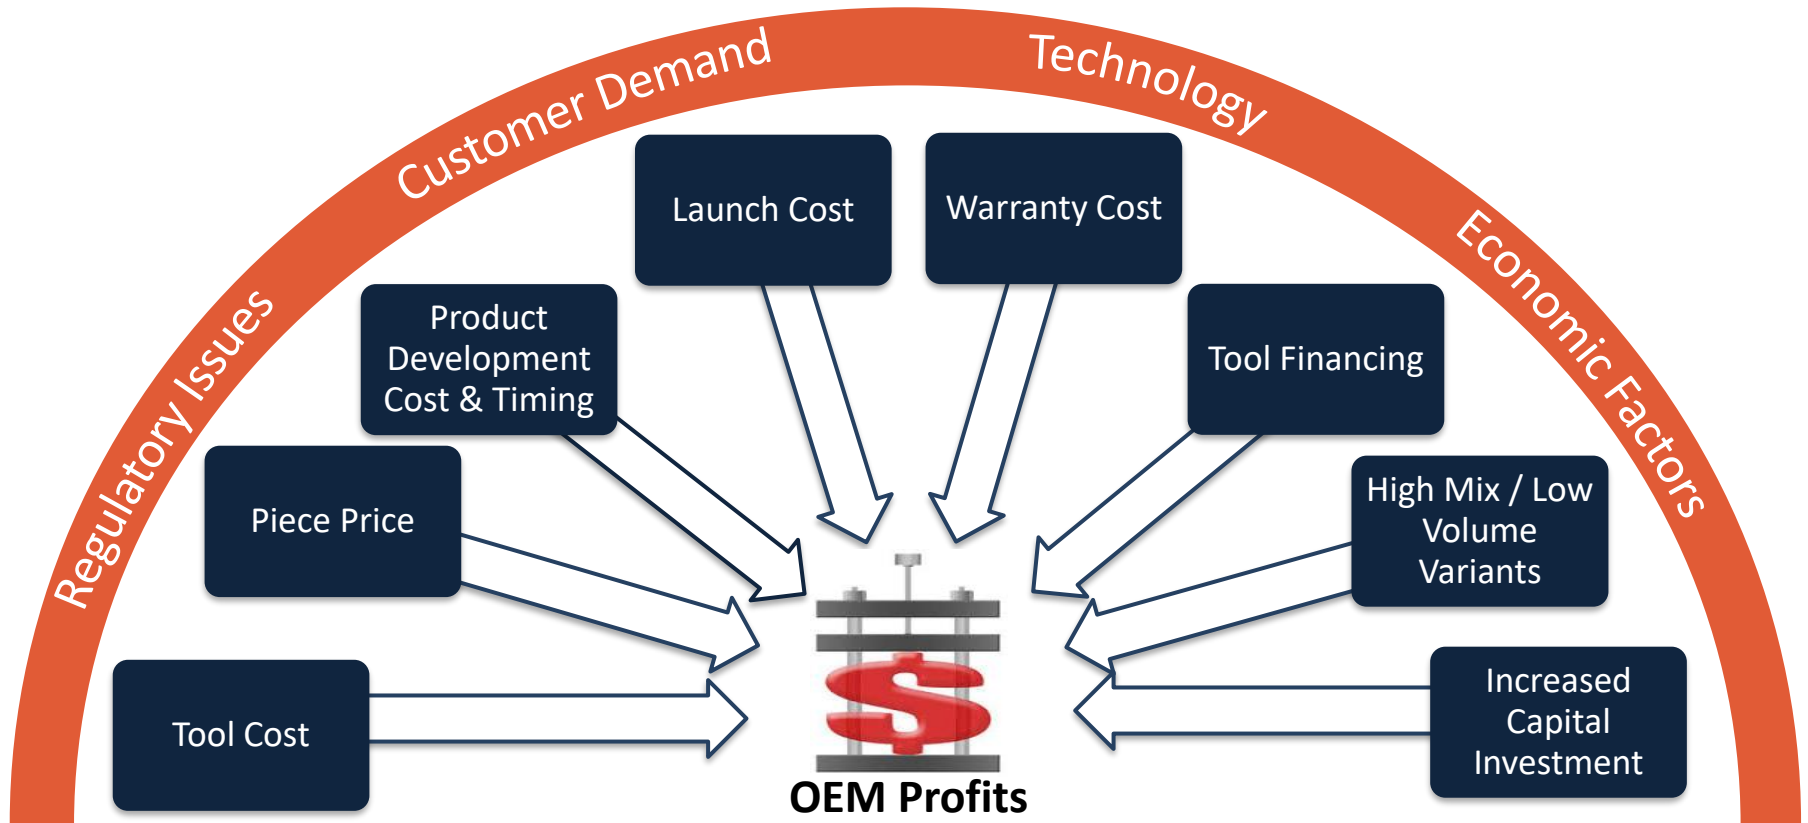 Regulatory Issues
Customer Demand
Technology
Economic Factors
Launch Cost
Warranty Cost
Product
Development
Cost & Timing
Tool Financing
Piece Price
High Mix / Low
Volume
Variants
Tool Cost
Increased
Capital
Investment
$
OEM Profits